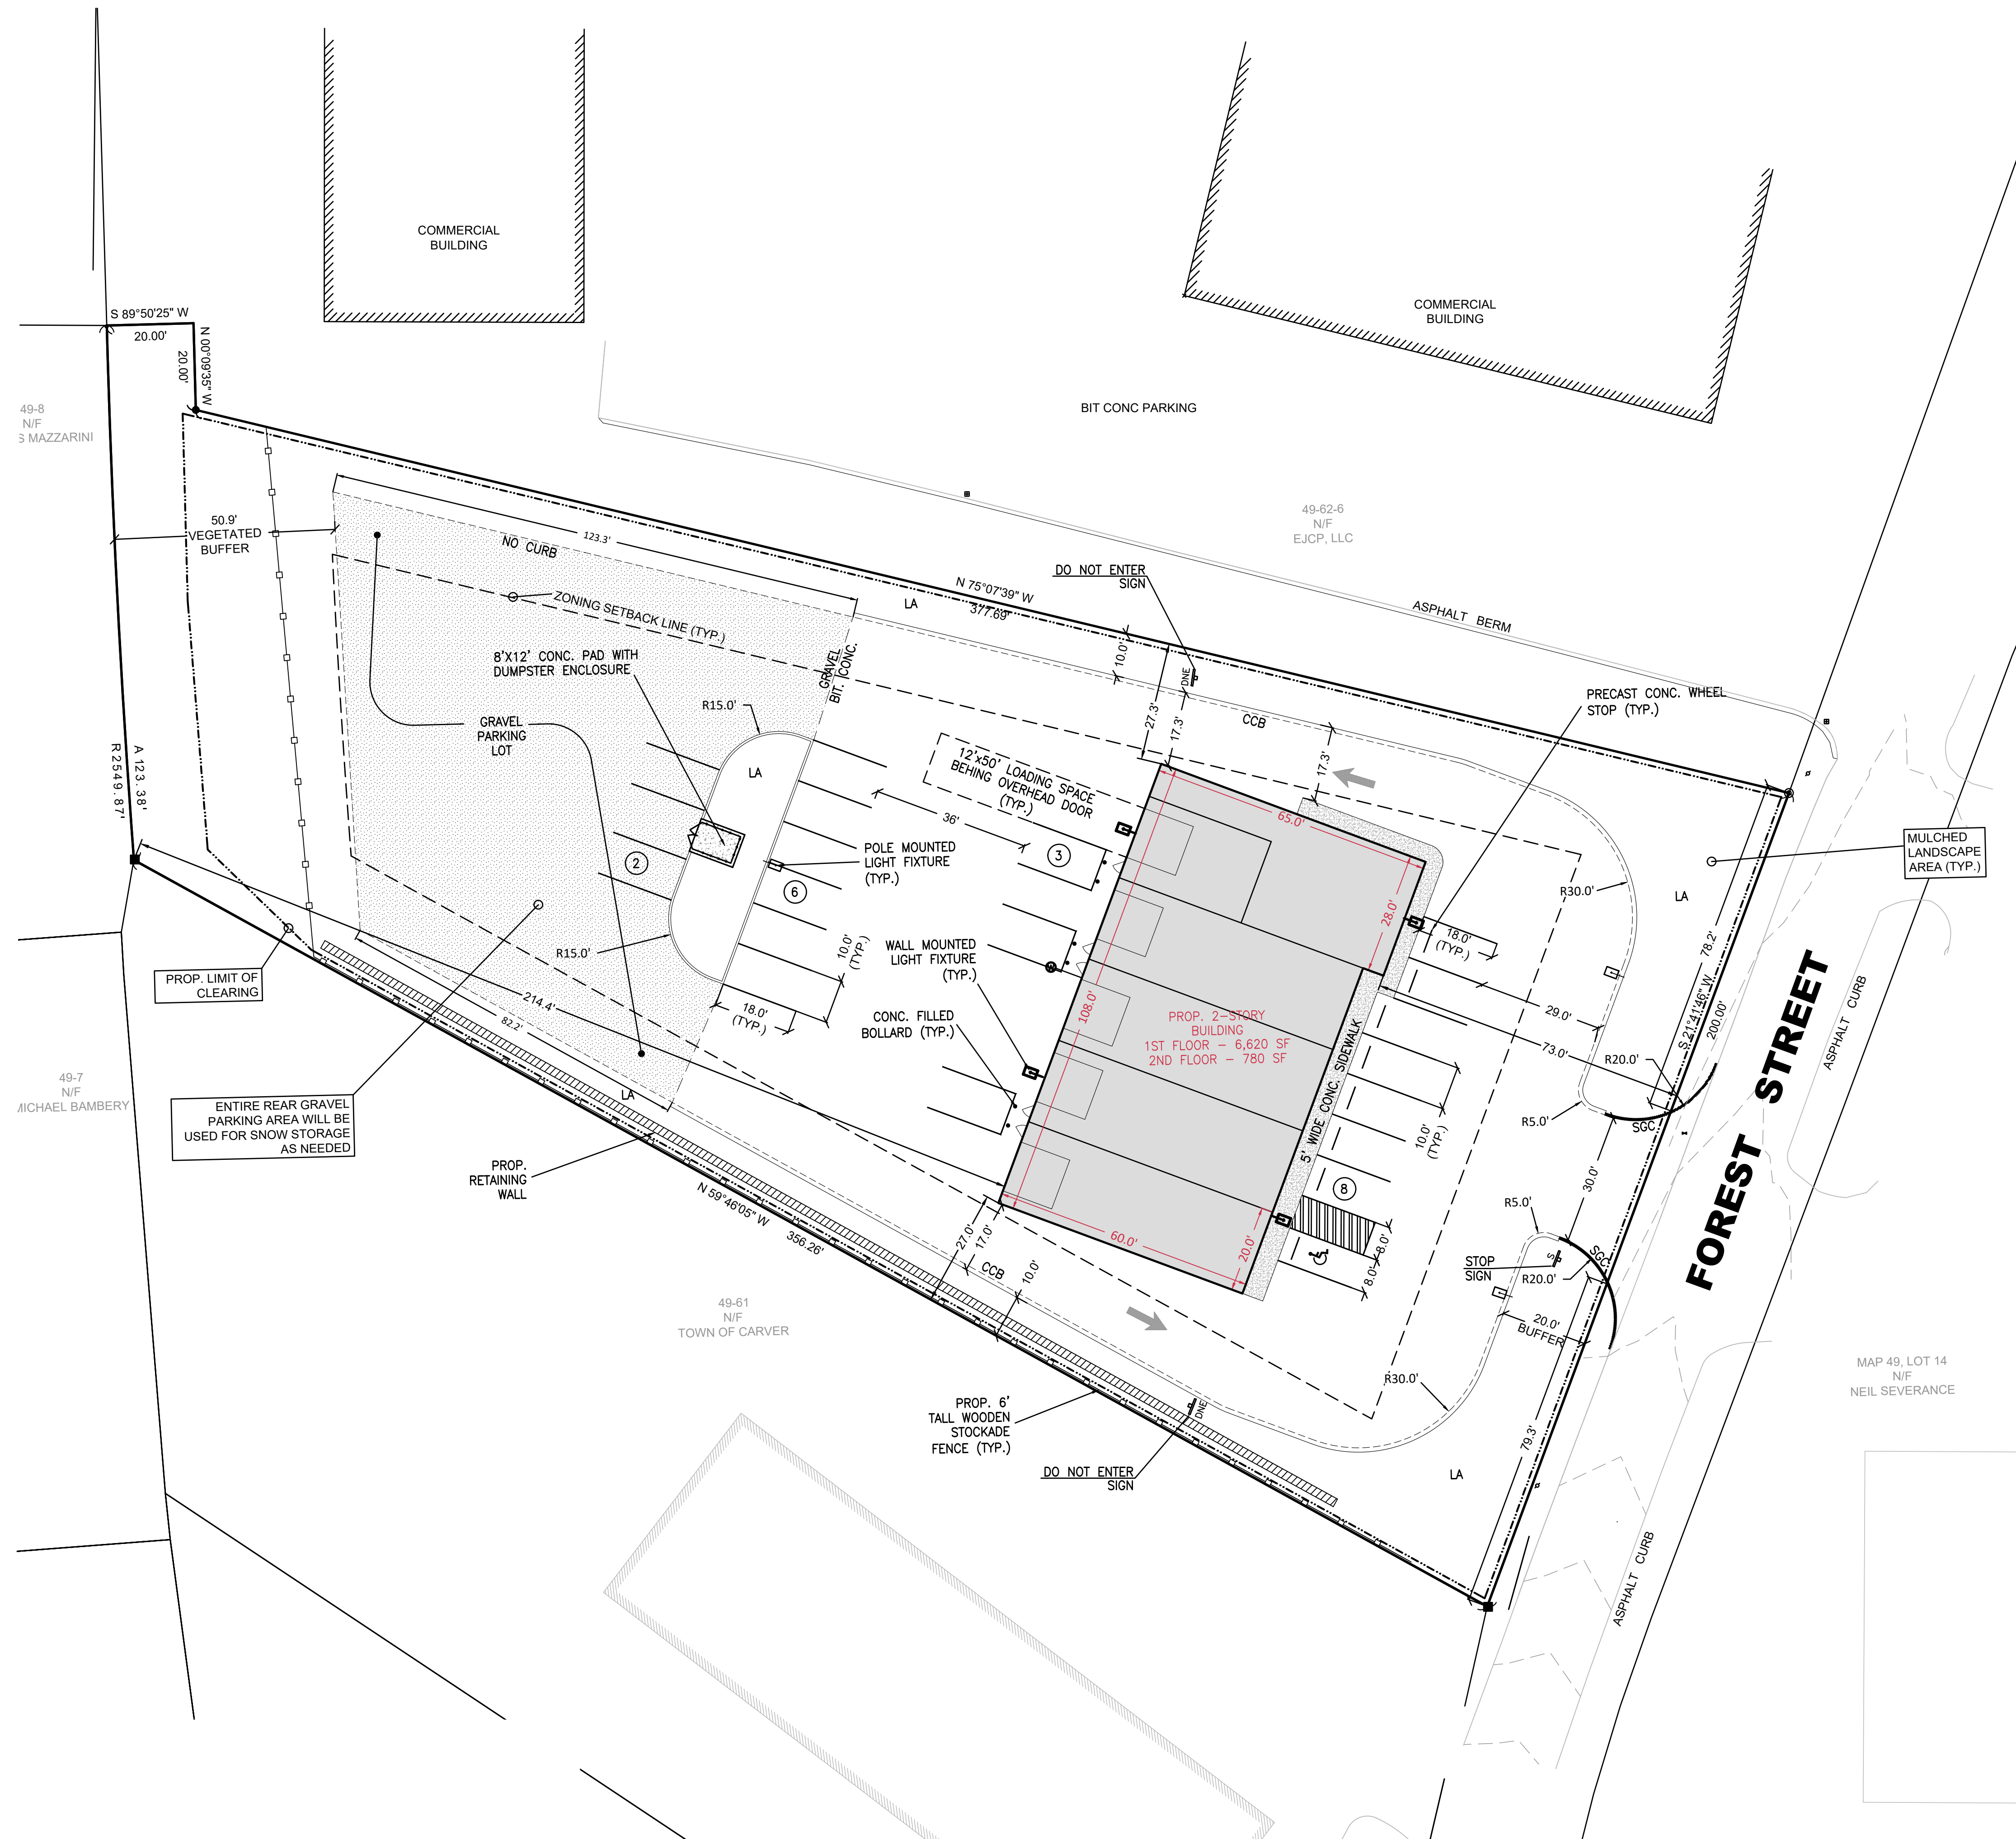 COMMERCIAL
BUILDING
COMMERCIAL
BUILDING
S 89°50'25" W
20.00'
20.00'
N 00°09'35" W
BIT CONC PARKING
49-8
N/F
S MAZZARINI
49-62-6
N/F
EJCP, LLC
50.9'
VEGETATED
BUFFER
NO CURB
123.3'
ZONING SETBACK LINE (TYP.)
LA
N 75°07'39" W
377.69'
DO NOT ENTER
SIGN
ASPHALT BERM
8'X12' CONC. PAD WITH
DUMPSTER ENCLOSURE
GRAVEL
BIT. CONC.
10.0'
DNE
27.3'
17.3'
CCB
17.3'
PRECAST CONC. WHEEL
STOP (TYP.)
R15.0'
GRAVEL
PARKING
LOT
LA
12'x50' LOADING SPACE
BEHING OVERHEAD DOOR
(TYP.)
A 123.38'
R 2549.87'
36'
65.0'
2
3
POLE MOUNTED
LIGHT FIXTURE
(TYP.)
6
MULCHED
LANDSCAPE
AREA (TYP.)
R30.0'
LA
28.0'
18.0'
(TYP.)
R15.0'
10.0'
(TYP.)
WALL MOUNTED
LIGHT FIXTURE
(TYP.)
78.2'
S 21°41'46" W
200.00'
PROP. LIMIT OF
CLEARING
214.4'
82.2'
18.0'
(TYP.)
108.0'
CONC. FILLED
BOLLARD (TYP.)
PROP. 2-STORY
BUILDING
1ST FLOOR - 6,620 SF
2ND FLOOR - 780 SF
29.0'
73.0'
R20.0'
FOREST STREET
ASPHALT CURB
49-7
N/F
MICHAEL BAMBERY
LA
ENTIRE REAR GRAVEL
PARKING AREA WILL BE
USED FOR SNOW STORAGE
AS NEEDED
5' WIDE CONC. SIDEWALK
10.0'
(TYP.)
R5.0'
SGC
PROP.
RETAINING
WALL
N 59°46'05" W
356.26'
8
30.0'
R5.0'
27.0'
17.0'
60.0'
20.0'
8.0'
8.0'
CCB
10.0'
STOP
SIGN
S
SGC
R20.0'
20.0'
BUFFER
49-61
N/F
TOWN OF CARVER
MAP 49, LOT 14
N/F
NEIL SEVERANCE
R30.0'
PROP. 6'
TALL WOODEN
STOCKADE
FENCE (TYP.)
DNE
79.3'
DO NOT ENTER
SIGN
LA
ASPHALT CURB